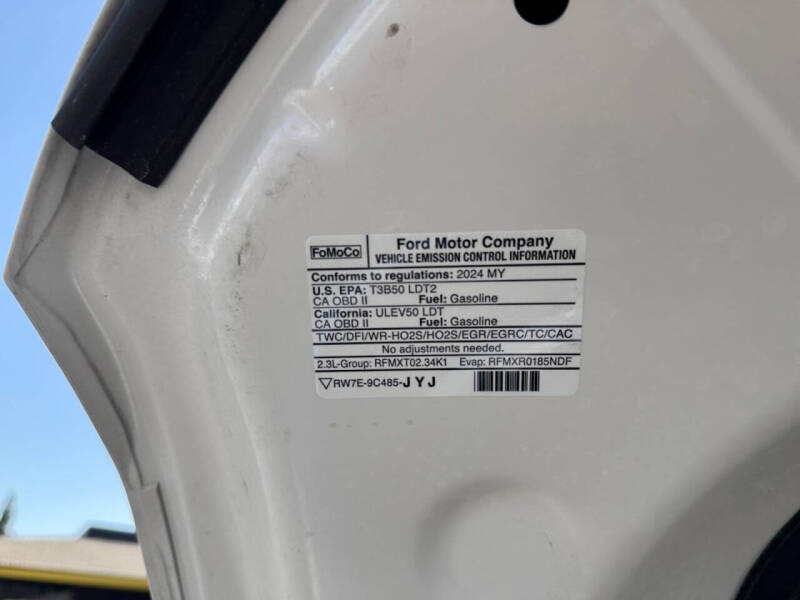 FoMoCo
Ford Motor Company
VEHICLE EMISSION CONTROL INFORMATION
Conforms to regulations: 2024 MY
U.S. EPA: T3B50 LDT2
CA OBD II Fuel: Gasoline
California: ULEV50 LDT
CA OBD II Fuel: Gasoline
TWC/DFI/WR-HO2S/HO2S/EGR/EGRC/TC/CAC
No adjustments needed.
2.3L-Group: RFMXT02.34K1 Evap: RFMXR0185NDF
▽RW7E-9C485-JYJ